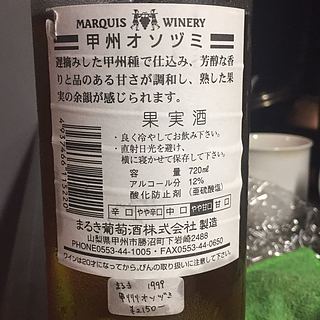 MARQUIS WINERY
甲州オソヅミ
遅摘みした甲州種で仕込み、芳醇な香
りと品のある甘さが調和し、熟した果
実の余韻が感じられます。
果実酒
・良く冷やしてお飲み下さい。
・直射日光を避け、
横に寝かせて保存して下さい。
容量 720㎖
アルコール分 12%
酸化防止剤 (亜硫酸塩)
辛口 やや辛口 中口 やや甘口 甘口
まるき葡萄酒株式会社 製造
山梨県甲州市勝沼町下岩崎2488
PHONE0553-44-1005・FAX0553-44-0650
ワインは20才になってから。びんの取り扱いに注意して下さい。
まるき 1999
甲州オソヅミ
¥2150